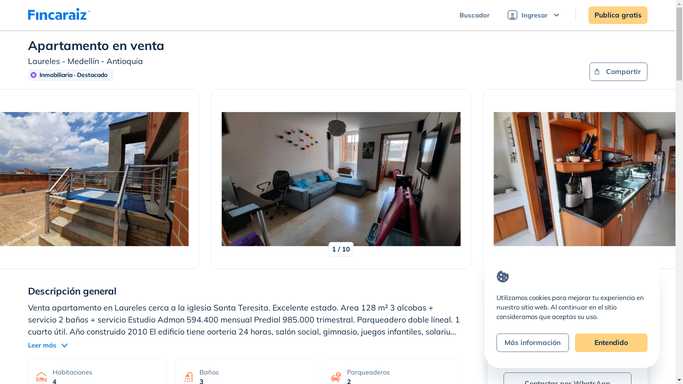 Fincaraiz
Buscador
Ingresar
Publica gratis
Apartamento en venta
Laureles - Medellín - Antioquia
Inmobiliaria · Destacado
Compartir
1 / 10
Descripción general
Venta apartamento en Laureles cerca a la iglesia Santa Teresita. Excelente estado. Area 128 m² 3 alcobas +
servicio 2 baños + servicio Estudio Admon 594.400 mensual Predial 985.000 trimestral. Parqueadero doble lineal. 1
cuarto útil. Año construido 2010 El edificio tiene porteria 24 horas, salón social, gimnasio, juegos infantiles, solariu...
Leer más
Habitaciones
4
Baños
3
Parqueaderos
2
Utilizamos cookies para mejorar tu experiencia en
nuestro sitio web. Al continuar en el sitio
consideramos que aceptas su uso.
Más información
Entendido
Contactar por WhatsApp